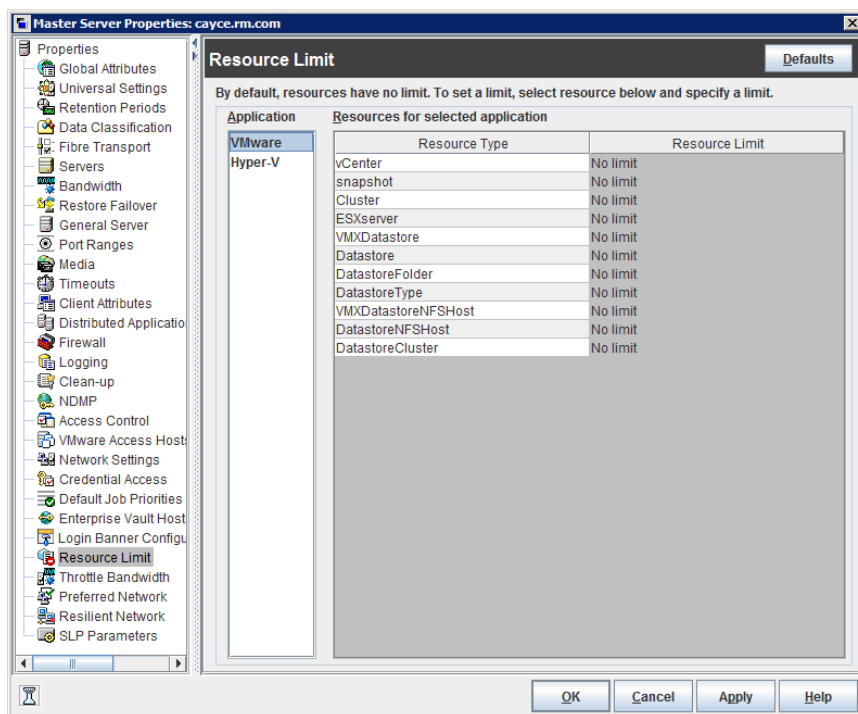 Master Server Properties: cayce.rm.com
Properties
Global Attributes
Universal Settings
Retention Periods
Data Classification
Fibre Transport
Servers
Bandwidth
Restore Failover
General Server
Port Ranges
Media
Timeouts
Client Attributes
Distributed Applicatio
Firewall
Logging
Clean-up
NDMP
Access Control
VMware Access Host
Network Settings
Credential Access
Default Job Priorities
Enterprise Vault Host
Login Banner Configu
Resource Limit
Throttle Bandwidth
Preferred Network
Resilient Network
SLP Parameters
Resource Limit
Defaults
By default, resources have no limit. To set a limit, select resource below and specify a limit.
Application
VMware
Hyper-V
Resources for selected application
Resource Type Resource Limit
vCenter No limit
snapshot No limit
Cluster No limit
ESXserver No limit
VMXDatastore No limit
Datastore No limit
DatastoreFolder No limit
DatastoreType No limit
VMXDatastoreNFSHost No limit
DatastoreNFSHost No limit
DatastoreCluster No limit
OK Cancel Apply Help